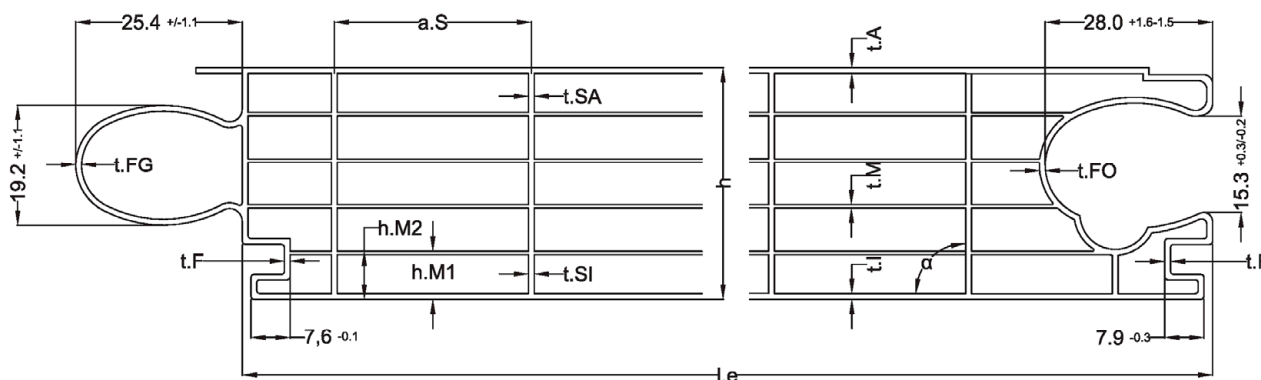 25.4 +/-1.1
a.S
t.A
28.0 +1.6-1.5
t.SA
19.2 +/-1.1
t.FG
h
t.M
t.FO
15.3 +0.3/-0.2
h.M2
t.F
h.M1
t.SI
t.I
α
7,6 -0.1
7.9 -0.3